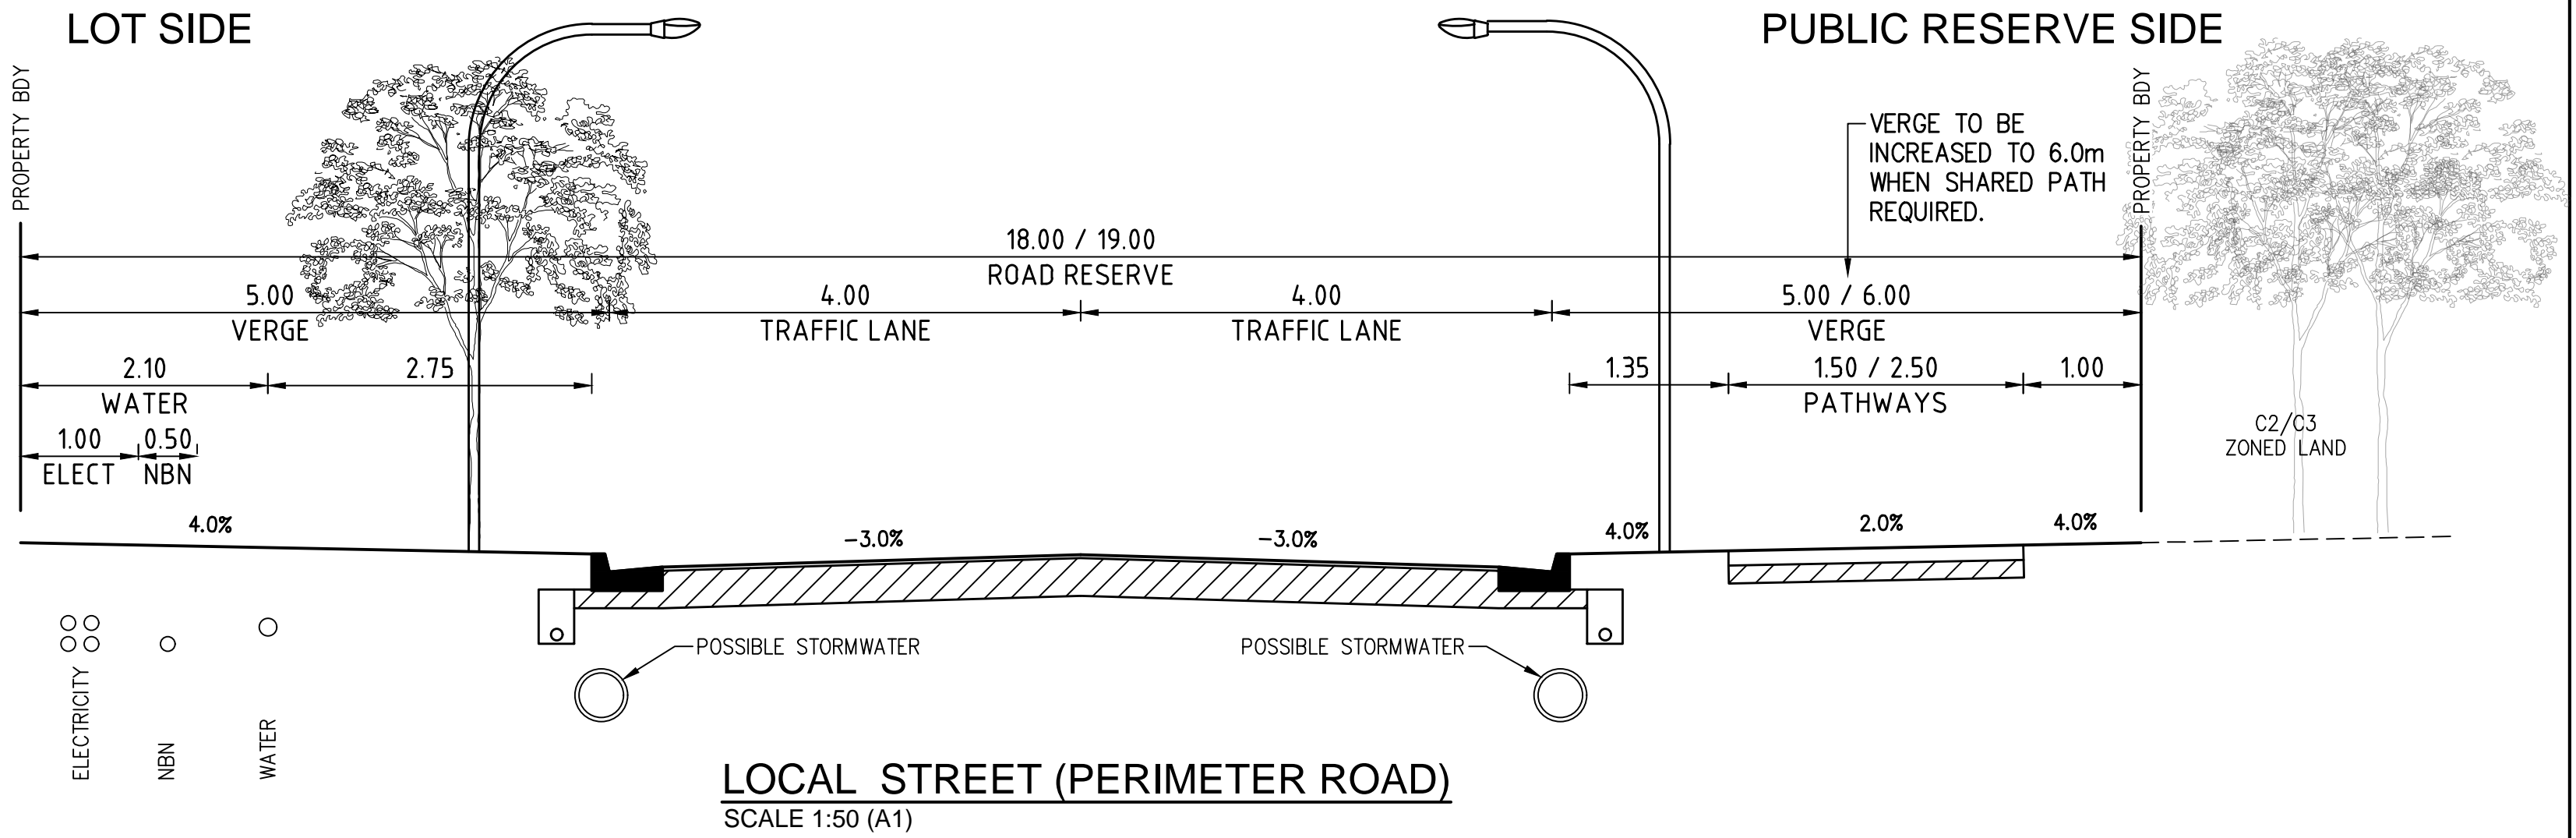 LOT SIDE
PUBLIC RESERVE SIDE
PROPERTY BDY
PROPERTY BDY
VERGE TO BE
INCREASED TO 6.0m
WHEN SHARED PATH
REQUIRED.
18.00 / 19.00
ROAD RESERVE
5.00
VERGE
4.00
TRAFFIC LANE
4.00
TRAFFIC LANE
5.00 / 6.00
VERGE
2.10
WATER
2.75
1.35
1.50 / 2.50
PATHWAYS
1.00
1.00
ELECT
0.50
NBN
C2/C3
ZONED LAND
4.0%
-3.0%
-3.0%
4.0%
2.0%
4.0%
POSSIBLE STORMWATER
POSSIBLE STORMWATER
ELECTRICITY
NBN
WATER
LOCAL STREET (PERIMETER ROAD)
SCALE 1:50 (A1)